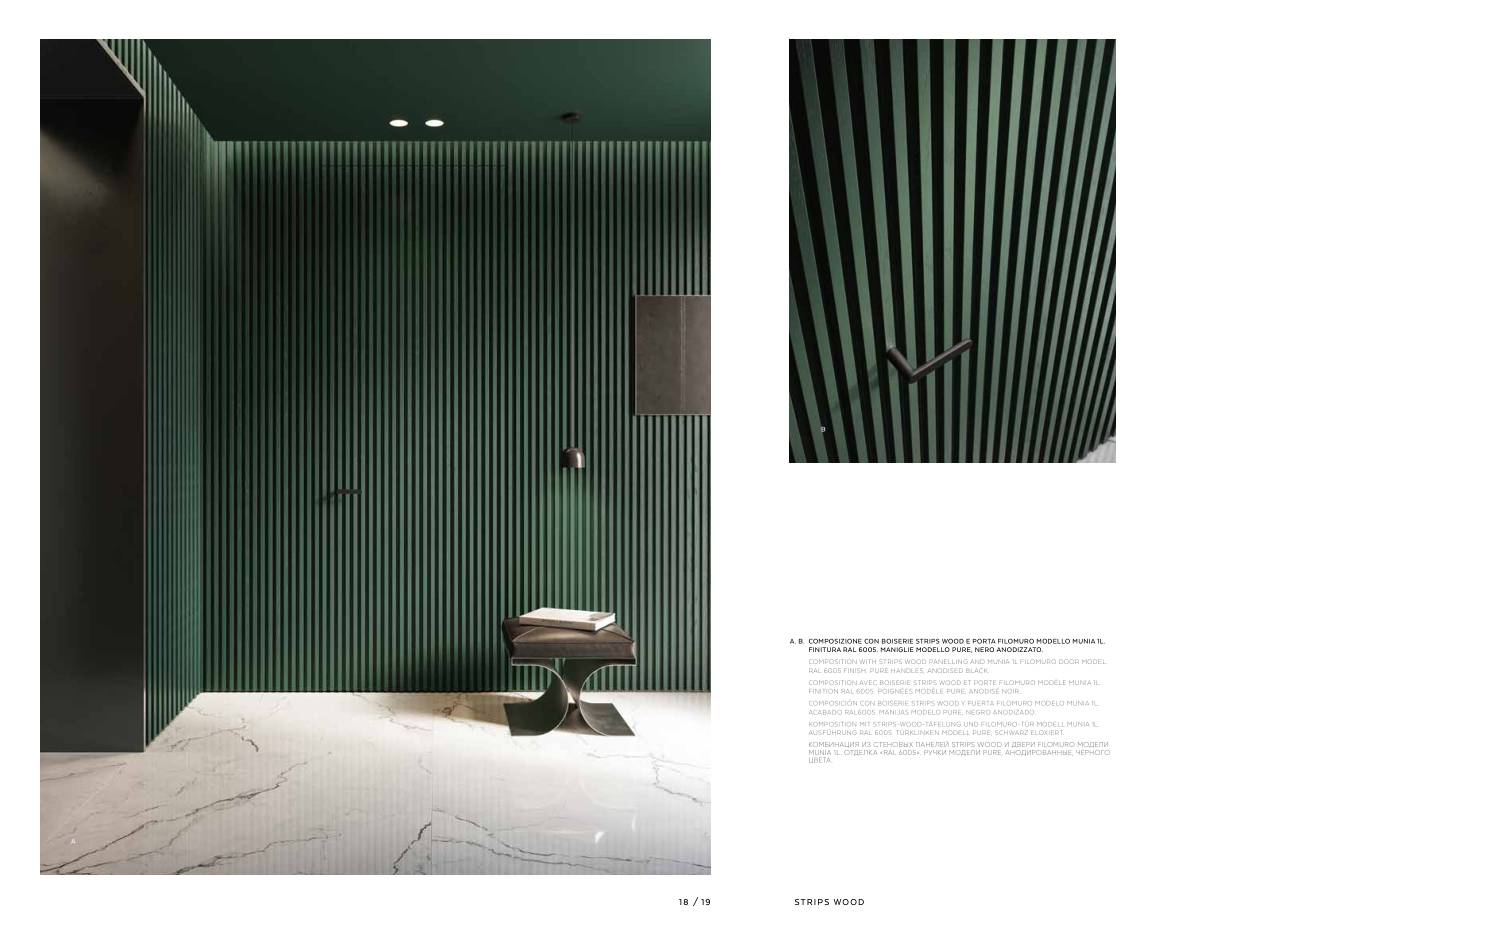 A
B
A. B. COMPOSIZIONE CON BOISERIE STRIPS WOOD E PORTA FILOMURO MODELLO MUNIA 1L.
FINITURA RAL 6005. MANIGLIE MODELLO PURE, NERO ANODIZZATO.
COMPOSITION WITH STRIPS WOOD PANELLING AND MUNIA 1L FILOMURO DOOR MODEL.
RAL 6005 FINISH. PURE HANDLES, ANODISED BLACK.
COMPOSITION AVEC BOISERIE STRIPS WOOD ET PORTE FILOMURO MODÈLE MUNIA 1L.
FINITION RAL 6005. POIGNÉES MODÈLE PURE, ANODISÉ NOIR.
COMPOSICIÓN CON BOISERIE STRIPS WOOD Y PUERTA FILOMURO MODELO MUNIA 1L.
ACABADO RAL6005. MANIJAS MODELO PURE, NEGRO ANODIZADO.
KOMPOSITION MIT STRIPS-WOOD-TÄFELUNG UND FILOMURO-TÜR MODELL MUNIA 1L.
AUSFÜHRUNG RAL 6005. TÜRKLINKEN MODELL PURE, SCHWARZ ELOXIERT.
КОМБИНАЦИЯ ИЗ СТЕНОВЫХ ПАНЕЛЕЙ STRIPS WOOD И ДВЕРИ FILOMURO МОДЕЛИ
MUNIA 1L. ОТДЕЛКА «RAL 6005». РУЧКИ МОДЕЛИ PURE, АНОДИРОВАННЫЕ, ЧЕРНОГО
ЦВЕТА.
18 / 19
STRIPS WOOD